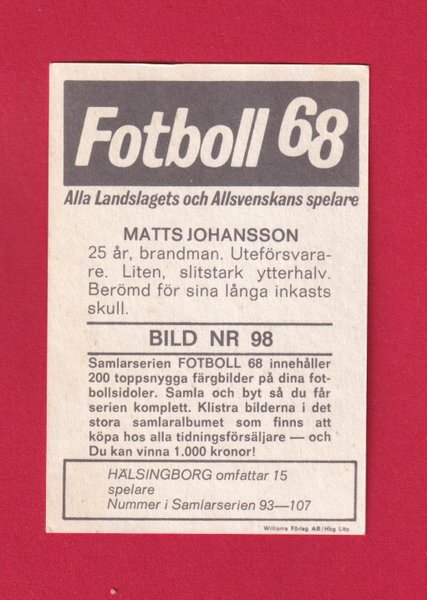 Fotboll 68
Alla Landslagets och Allsvenskans spelare
MATTS JOHANSSON
25 år, brandman. Uteförsvara-
re. Liten, slitstark ytterhalv.
Berömd för sina långa inkasts
skull.
BILD NR 98
Samlarserien FOTBOLL 68 innehåller
200 toppsnygga färgbilder på dina fot-
bollsidoler. Samla och byt så du får
serien komplett. Klistra bilderna i det
stora samlaralbumet som finns att
köpa hos alla tidningsförsäljare — och
Du kan vinna 1.000 kronor!
HÄLSINGBORG omfattar 15
spelare
Nummer i Samlarserien 93—107
Williams Förlag AB/Hbg Lito